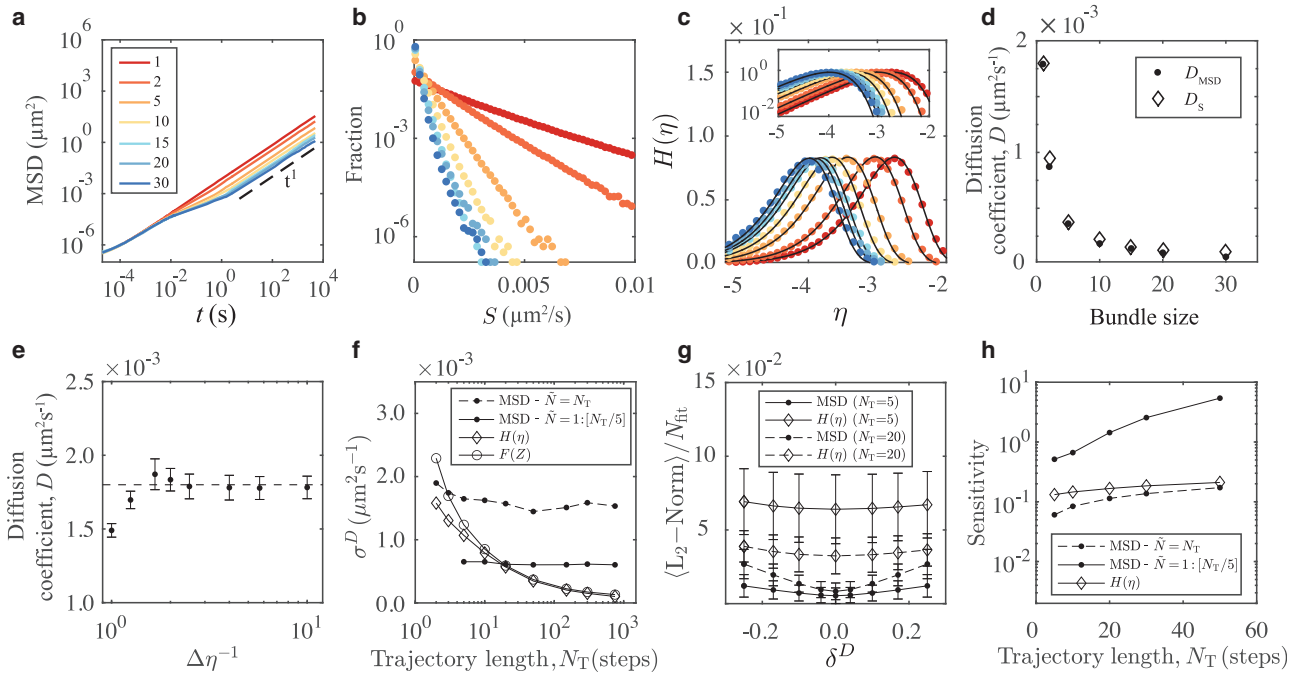 a
MSD (μm²)
10⁶
10³
10⁰
10⁻³
10⁻⁶
1
2
5
10
15
20
30
t¹
10⁻⁴
10⁻²
10⁰
10²
10⁴
t (s)
b
Fraction
10⁰
10⁻³
10⁻⁶
0
0.005
0.01
S (μm²/s)
c
× 10⁻¹
H(η)
1.5
1.0
0.5
0.0
10⁰
10⁻²
-5 -4 -3 -2
-5 -4 -3 -2
η
d
× 10⁻³
Diffusion
coefficient, D (μm²s⁻¹)
2
1
0
D_MSD
D_S
0 10 20 30
Bundle size
e
× 10⁻³
Diffusion
coefficient, D (μm²s⁻¹)
2.5
2.0
1.5
1.0
10⁰
10¹
Δη⁻¹
f
× 10⁻³
σᴰ (μm²s⁻¹)
3.0
2.0
1.0
0.0
MSD - Ñ=N_T
MSD - Ñ=1:[N_T/5]
H(η)
F(Z)
10⁰ 10¹ 10² 10³
Trajectory length, N_T (steps)
g
× 10⁻²
⟨L₂−Norm⟩/N_fit
15
10
5
0
MSD (N_T=5)
H(η) (N_T=5)
MSD (N_T=20)
H(η) (N_T=20)
-0.2 0.0 0.2
δᴰ
h
Sensitivity
10¹
10⁰
10⁻¹
10⁻²
MSD - Ñ=N_T
MSD - Ñ=1:[N_T/5]
H(η)
0 20 40 60
Trajectory length, N_T (steps)